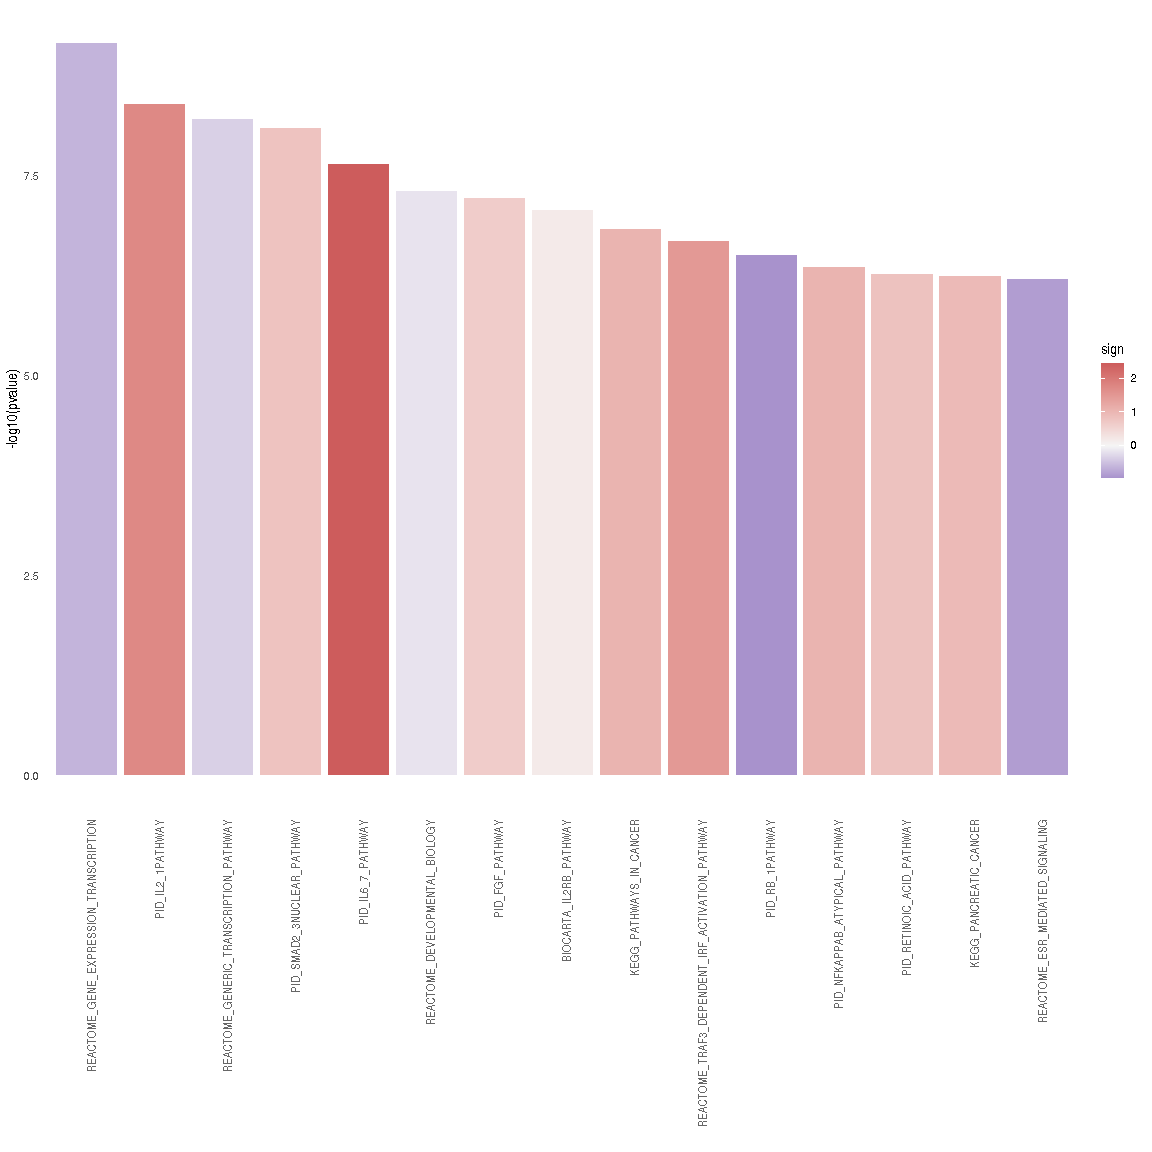 7.5
5.0
2.5
0.0
-log10(pvalue)
REACTOME_GENE_EXPRESSION_TRANSCRIPTION
PID_IL2_1PATHWAY
REACTOME_GENERIC_TRANSCRIPTION_PATHWAY
PID_SMAD2_3NUCLEAR_PATHWAY
PID_IL6_7_PATHWAY
REACTOME_DEVELOPMENTAL_BIOLOGY
PID_FGF_PATHWAY
BIOCARTA_IL2RB_PATHWAY
KEGG_PATHWAYS_IN_CANCER
REACTOME_TRAF3_DEPENDENT_IRF_ACTIVATION_PATHWAY
PID_RB_1PATHWAY
PID_NFKAPPAB_ATYPICAL_PATHWAY
PID_RETINOIC_ACID_PATHWAY
KEGG_PANCREATIC_CANCER
REACTOME_ESR_MEDIATED_SIGNALING
sign
2
1
0